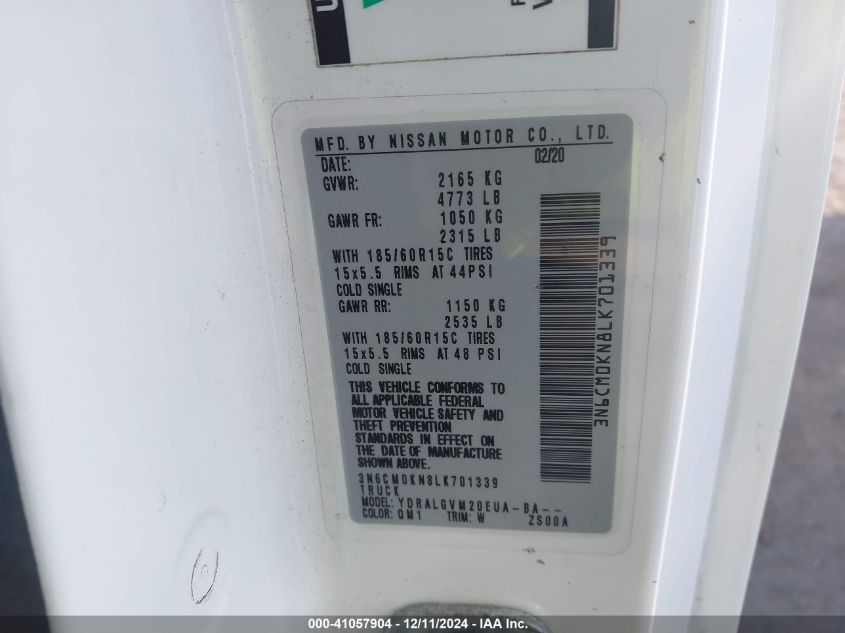 MFD. BY NISSAN MOTOR CO., LTD.
DATE: 02/20
GVWR: 2165 KG
4773 LB
GAWR FR: 1050 KG
2315 LB
WITH 185/60R15C TIRES
15x5.5 RIMS AT 44PSI
COLD SINGLE
GAWR RR: 1150 KG
2535 LB
WITH 185/60R15C TIRES
15x5.5 RIMS AT 48 PSI
COLD SINGLE
THIS VEHICLE CONFORMS TO
ALL APPLICABLE FEDERAL
MOTOR VEHICLE SAFETY AND
THEFT PREVENTION
STANDARDS IN EFFECT ON
THE DATE OF MANUFACTURE
SHOWN ABOVE.
3N6CM0KN8LK701339
TRUCK
MODEL: YDRALGVM20EUA-BA--
COLOR: QM1 TRIM: W ZS00A
3N6CM0KN8LK701339
000-41057904 - 12/11/2024 - IAA Inc.